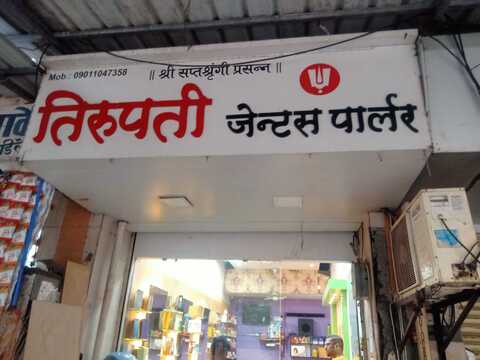 Mob.: 09011047358
॥ श्री सप्तश्रृंगी प्रसन्न ॥
तिरुपती जेन्टस पार्लर